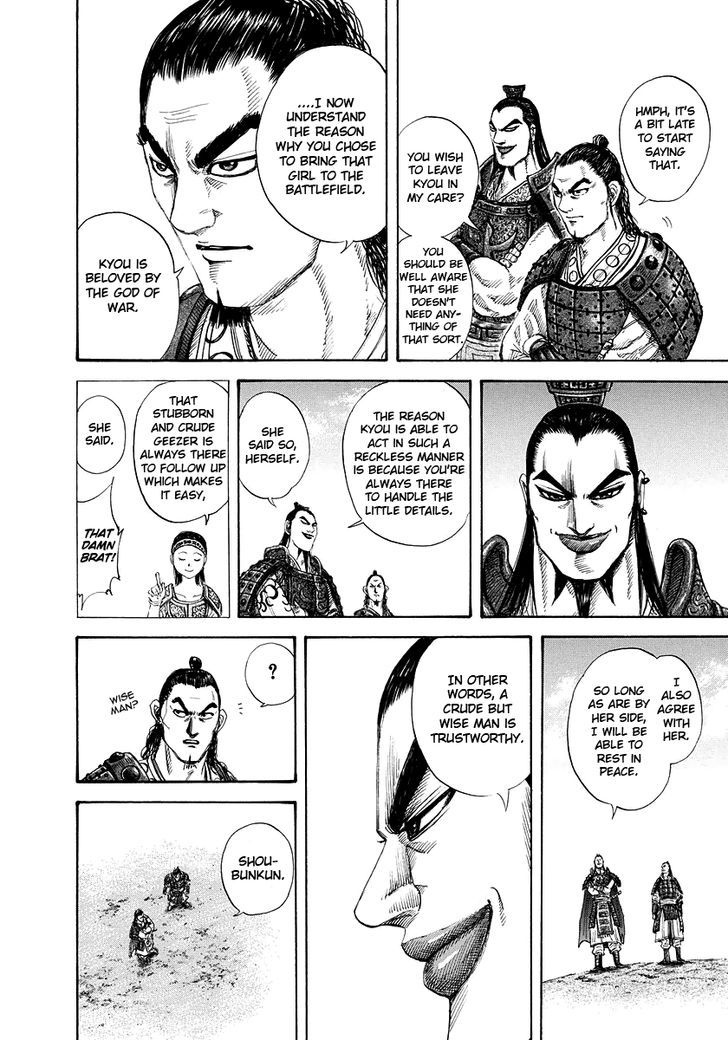 HMPH, IT'S
A BIT LATE
TO START
SAYING
THAT.
YOU WISH
TO LEAVE
KYOU IN
MY CARE?
YOU
SHOULD BE
WELL AWARE
THAT SHE
DOESN'T
NEED ANY-
THING OF
THAT SORT.
....I NOW
UNDERSTAND
THE REASON
WHY YOU CHOSE
TO BRING THAT
GIRL TO THE
BATTLEFIELD.
KYOU IS
BELOVED BY
THE GOD OF
WAR.
THE REASON
KYOU IS ABLE TO
ACT IN SUCH A
RECKLESS MANNER
IS BECAUSE YOU'RE
ALWAYS THERE
TO HANDLE THE
LITTLE DETAILS.
SHE
SAID SO,
HERSELF.
THAT
STUBBORN
AND CRUDE
GEEZER IS
ALWAYS THERE
TO FOLLOW UP
WHICH MAKES
IT EASY,
SHE
SAID.
THAT
DAMN
BRAT!
I
ALSO
AGREE
WITH
HER.
SO LONG
AS ARE BY
HER SIDE,
I WILL BE
ABLE TO
REST IN
PEACE.
IN OTHER
WORDS, A
CRUDE BUT
WISE MAN IS
TRUSTWORTHY.
?
WISE
MAN?
SHOU-
BUNKUN.